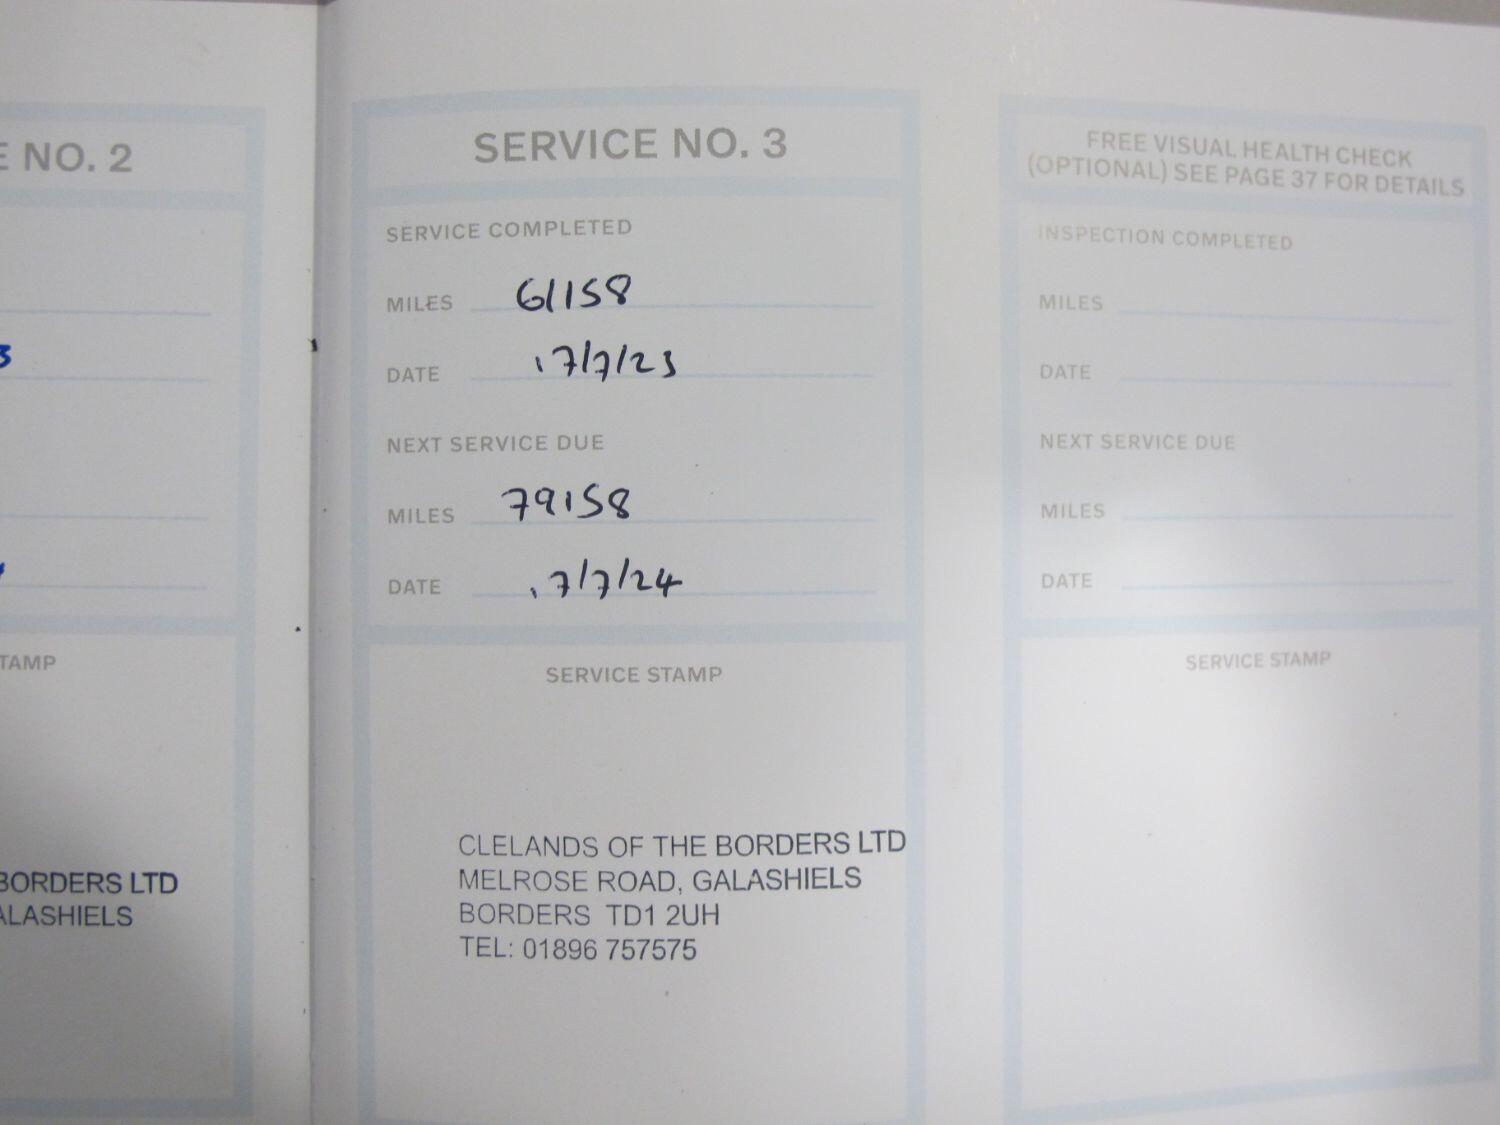 E NO. 2
3
TAMP
BORDERS LTD
ALASHIELS
SERVICE NO. 3
SERVICE COMPLETED
MILES 61158
DATE 17/7/23
NEXT SERVICE DUE
MILES 79158
DATE 17/7/24
SERVICE STAMP
CLELANDS OF THE BORDERS LTD
MELROSE ROAD, GALASHIELS
BORDERS TD1 2UH
TEL: 01896 757575
FREE VISUAL HEALTH CHECK
(OPTIONAL) SEE PAGE 37 FOR DETAILS
INSPECTION COMPLETED
MILES
DATE
NEXT SERVICE DUE
MILES
DATE
SERVICE STAMP